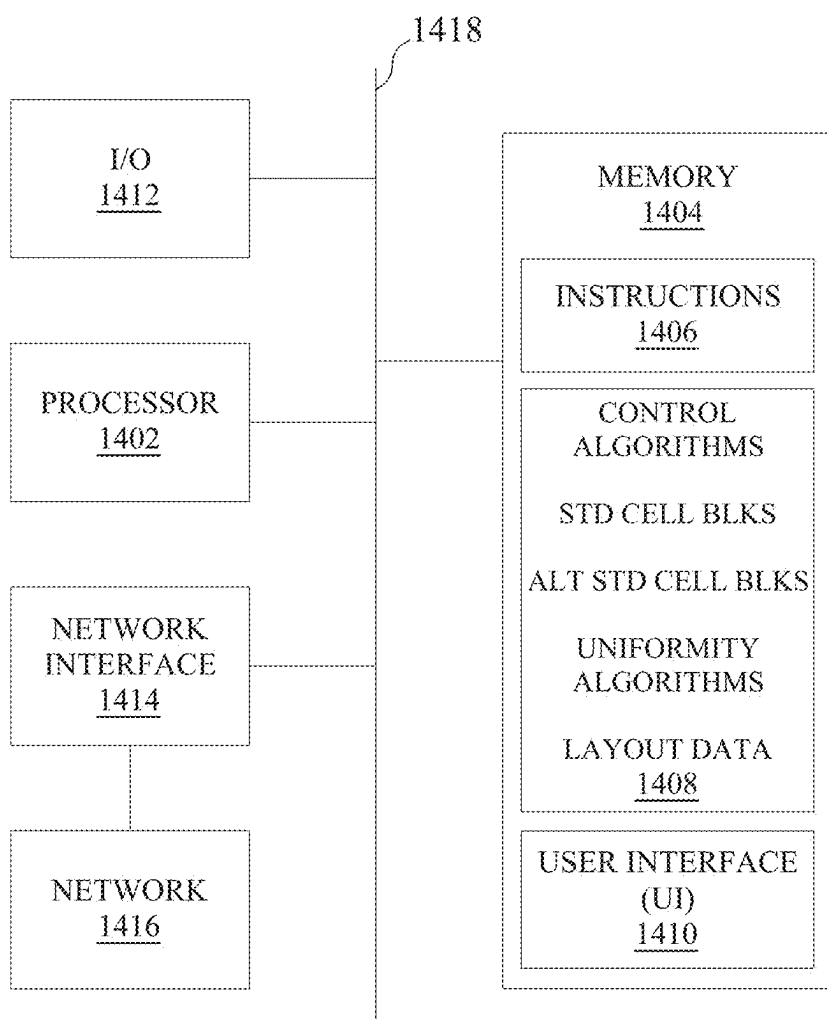 1418
I/O
1412
PROCESSOR
1402
NETWORK
INTERFACE
1414
NETWORK
1416
MEMORY
1404
INSTRUCTIONS
1406
CONTROL
ALGORITHMS
STD CELL BLKS
ALT STD CELL BLKS
UNIFORMITY
ALGORITHMS
LAYOUT DATA
1408
USER INTERFACE
(UI)
1410